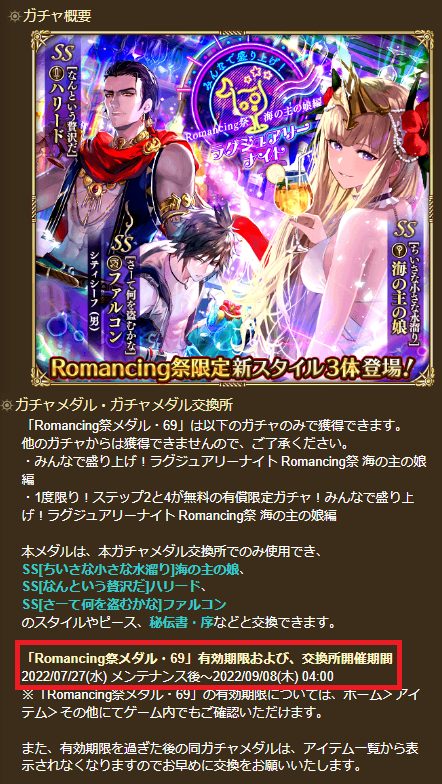 ガチャ概要
SS
[なんという贅沢だ]
ハリード
みんなで盛り上げ!
Romancing祭 海の主の娘編
ラグジュアリー
ナイト
SS
[さーて何を盗むかな]
ファルコン
シティシーフ(男)
SS
[ちいさな小さな水溜り]
海の主の娘
Romancing祭限定新スタイル3体登場!
ガチャメダル・ガチャメダル交換所
「Romancing祭メダル・69」は以下のガチャのみで獲得できます。
他のガチャからは獲得できませんので、ご了承ください。
・みんなで盛り上げ!ラグジュアリーナイト Romancing祭 海の主の娘
編
・1度限り!ステップ2と4が無料の有償限定ガチャ!みんなで盛り上
げ!ラグジュアリーナイト Romancing祭 海の主の娘編
本メダルは、本ガチャメダル交換所でのみ使用でき、
SS[ちいさな小さな水溜り]海の主の娘、
SS[なんという贅沢だ]ハリード、
SS[さーて何を盗むかな]ファルコン
のスタイルやピース、秘伝書・序などと交換できます。
「Romancing祭メダル・69」有効期限および、交換所開催期間
2022/07/27(水) メンテナンス後~2022/09/08(木) 04:00
※「Romancing祭メダル・69」の有効期限については、ホーム>アイ
テム>その他にてゲーム内でもご確認いただけます。
また、有効期限を過ぎた後の同ガチャメダルは、アイテム一覧から表
示されなくなりますのでお早めに交換をお願いいたします。